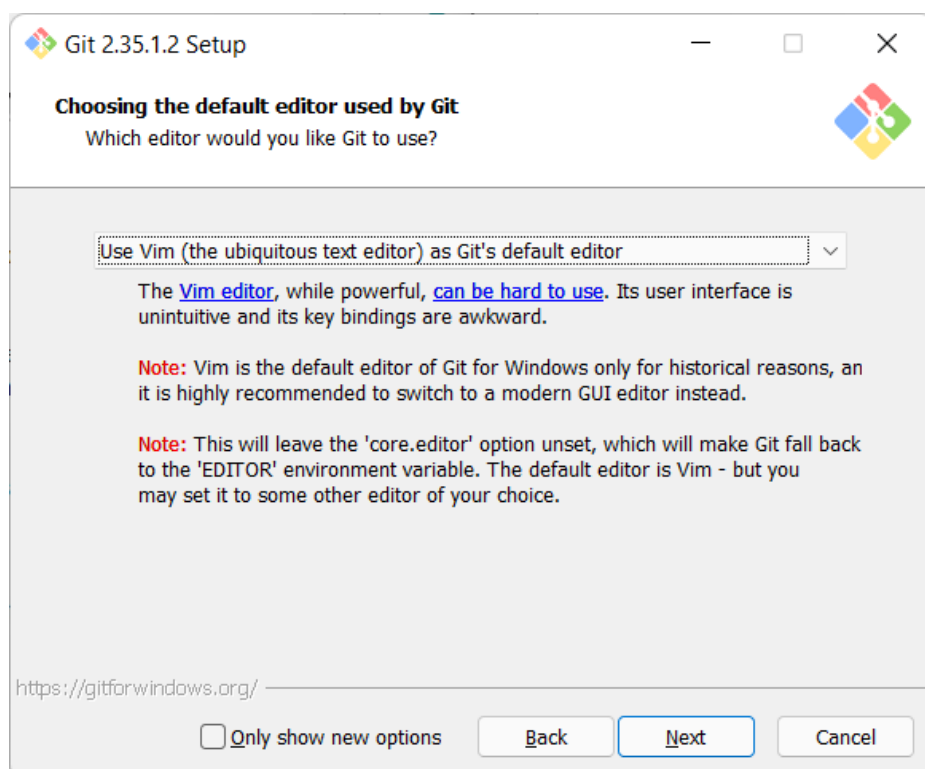 Git 2.35.1.2 Setup
Choosing the default editor used by Git
Which editor would you like Git to use?
Use Vim (the ubiquitous text editor) as Git's default editor
The Vim editor, while powerful, can be hard to use. Its user interface is
unintuitive and its key bindings are awkward.
Note: Vim is the default editor of Git for Windows only for historical reasons, an
it is highly recommended to switch to a modern GUI editor instead.
Note: This will leave the 'core.editor' option unset, which will make Git fall back
to the 'EDITOR' environment variable. The default editor is Vim - but you
may set it to some other editor of your choice.
https://gitforwindows.org/
Only show new options Back Next Cancel